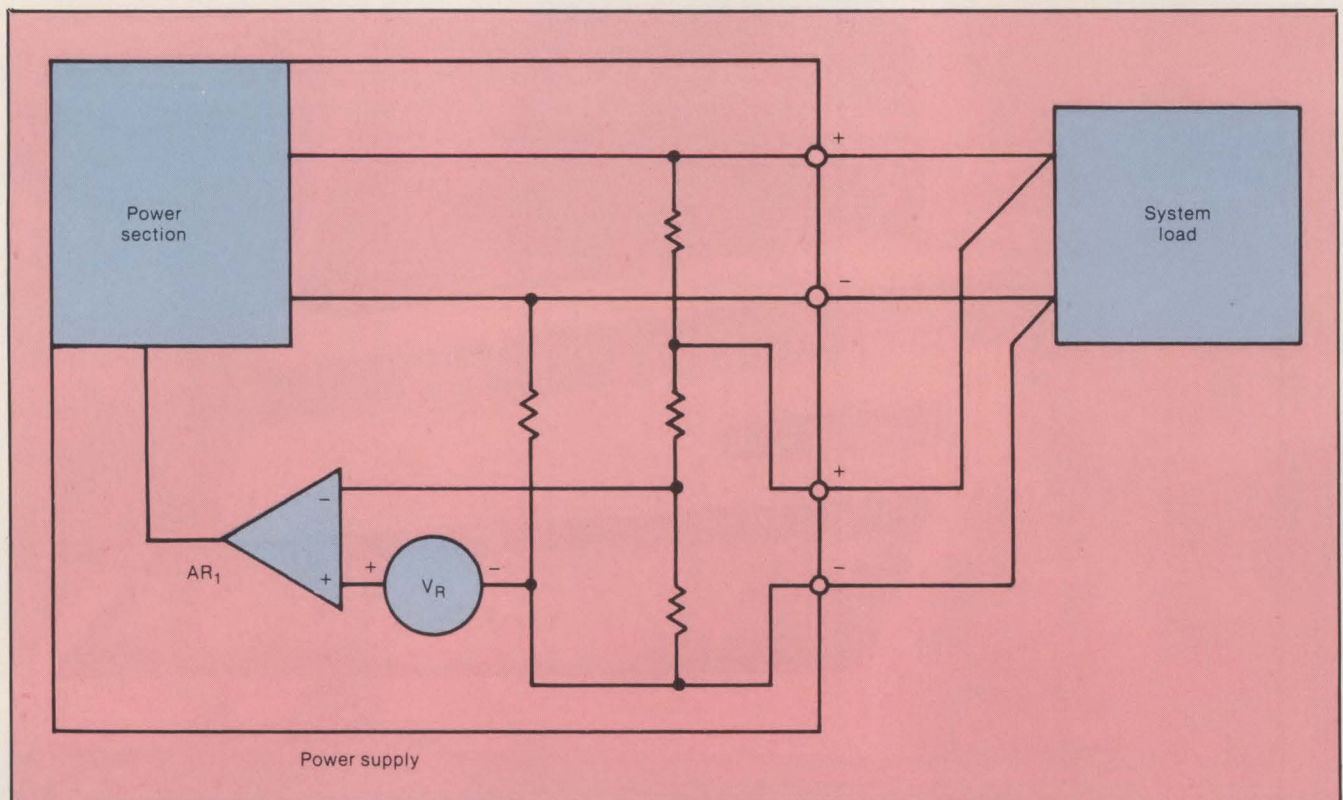 +
Power
section
System
load
−
−
+
AR₁
+
+
V_R
−
−
Power supply